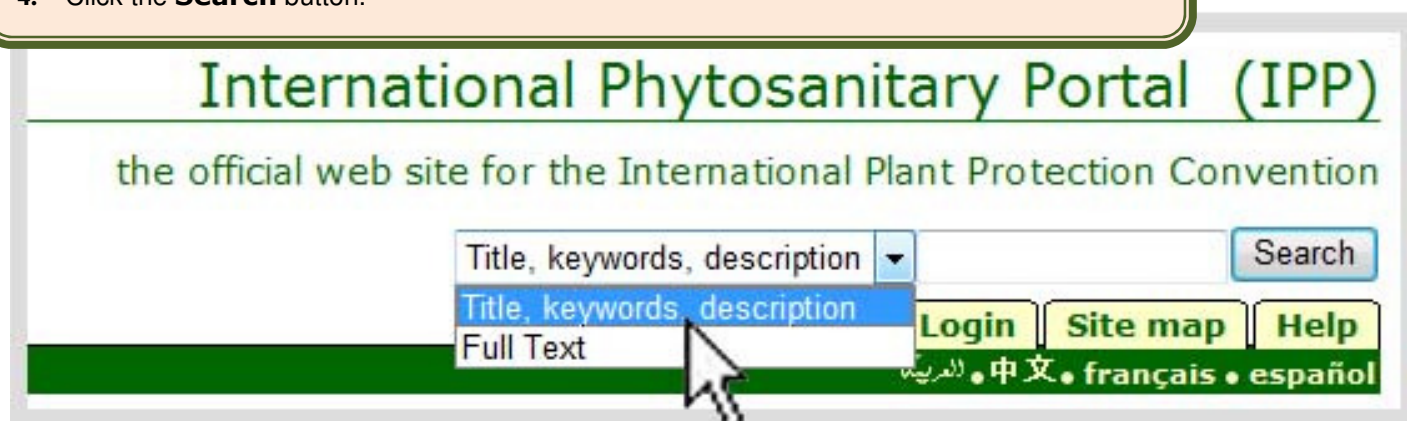 4. Click the Search button.
International Phytosanitary Portal (IPP)
the official web site for the International Plant Protection Convention
Title, keywords, description Search
Title, keywords, description
Full Text
Login Site map Help
العربية • 中文 • français • español